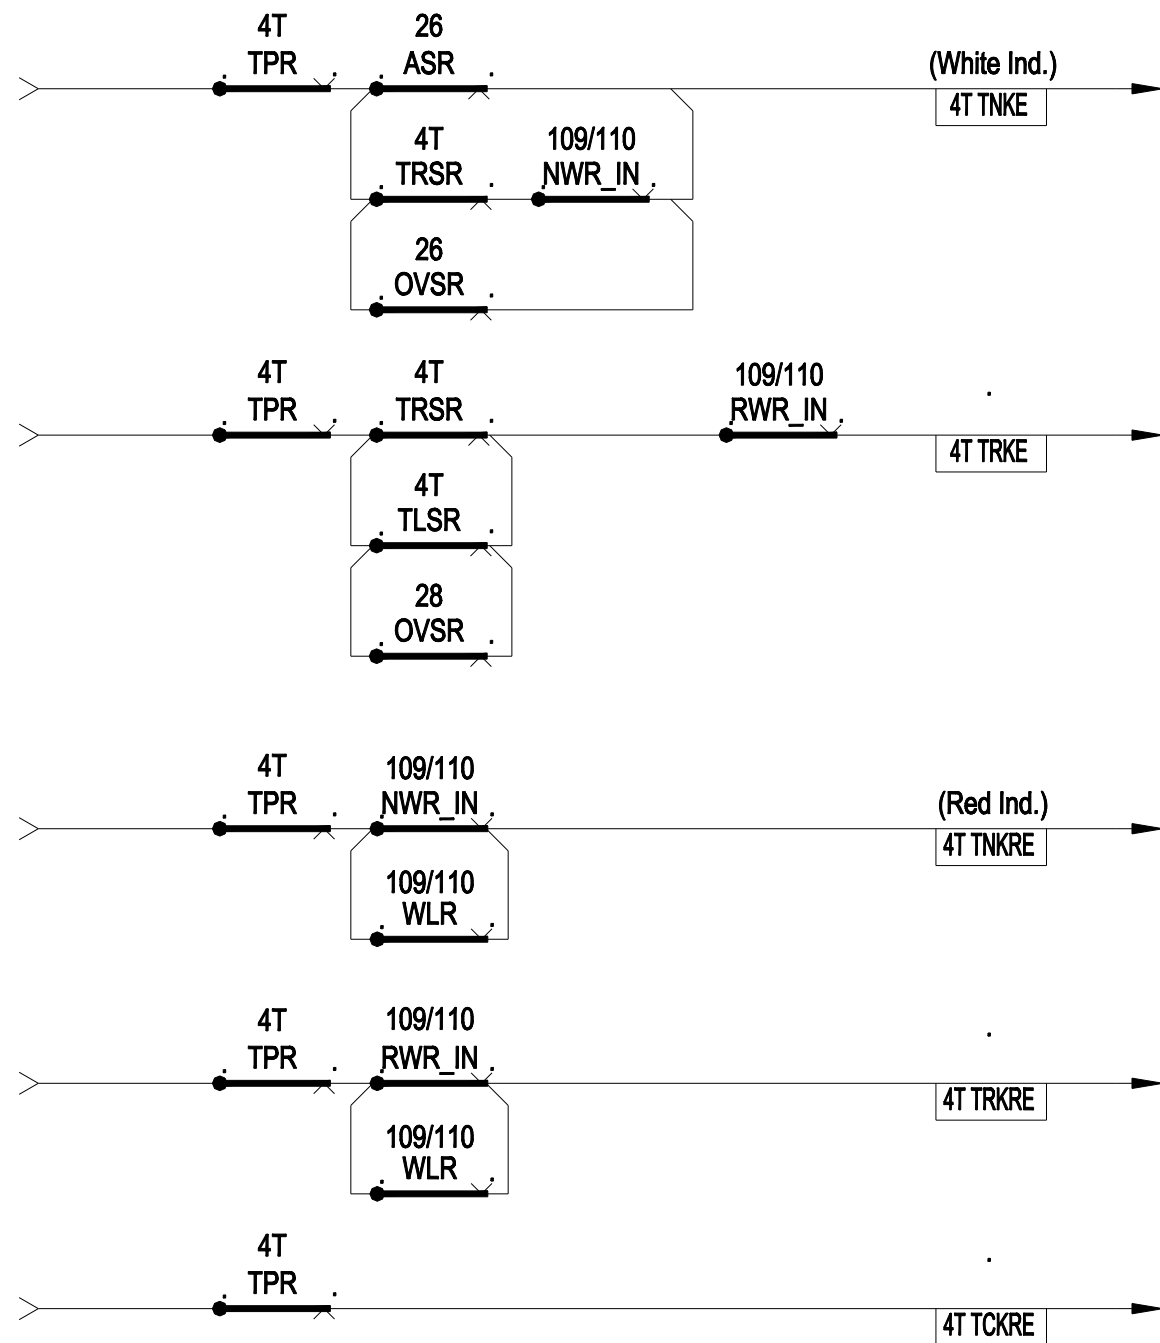 4T
TPR
26
ASR
(White Ind.)
4T TNKE
4T
TRSR
109/110
NWR_IN
26
OVSR
4T
TPR
4T
TRSR
109/110
RWR_IN
4T TRKE
4T
TLSR
28
OVSR
4T
TPR
109/110
NWR_IN
(Red Ind.)
4T TNKRE
109/110
WLR
4T
TPR
109/110
RWR_IN
4T TRKRE
109/110
WLR
4T
TPR
4T TCKRE